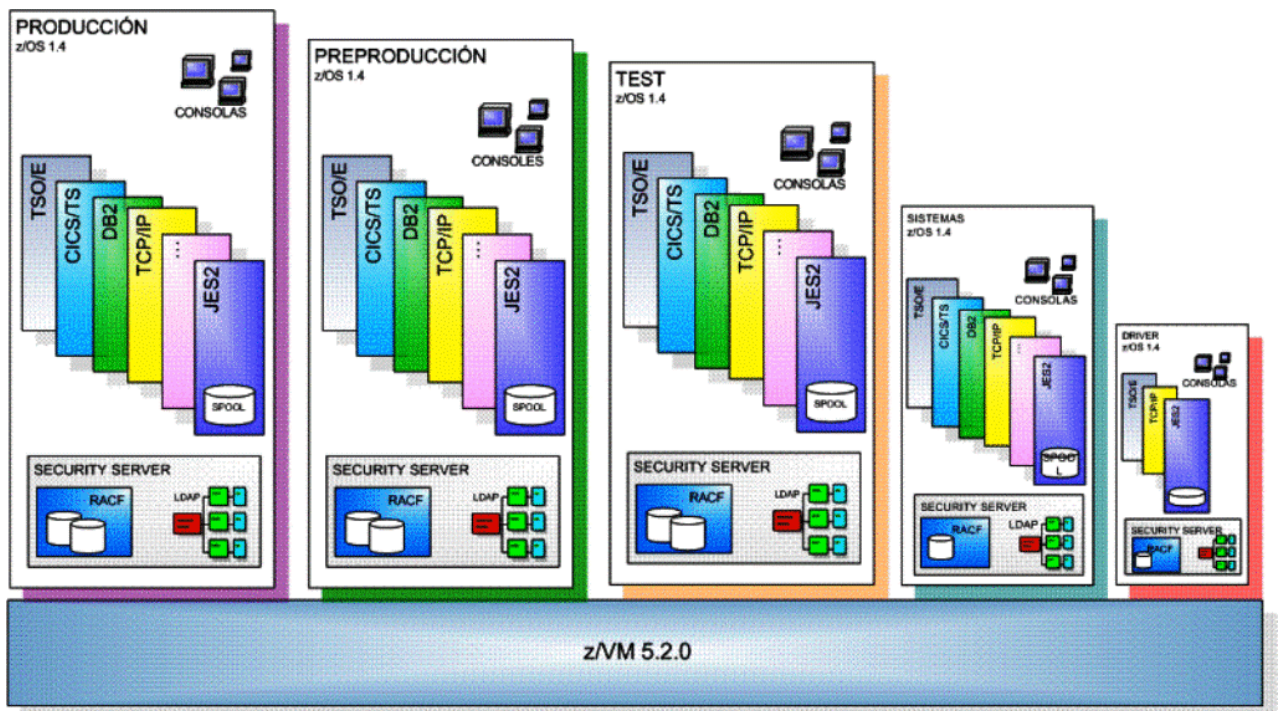 PRODUCCIÓN
z/OS 1.4
CONSOLAS
TSO/E
CICS/TS
DB2
TCP/IP
...
JES2
SPOOL
SECURITY SERVER
RACF
LDAP
PREPRODUCCIÓN
z/OS 1.4
CONSOLES
TSO/E
CICS/TS
DB2
TCP/IP
...
JES2
SPOOL
SECURITY SERVER
RACF
LDAP
TEST
z/OS 1.4
CONSOLAS
TSO/E
CICS/TS
DB2
TCP/IP
...
JES2
SPOOL
SECURITY SERVER
RACF
LDAP
SISTEMAS
z/OS 1.4
CONSOLAS
TSO/E
CICS/TS
DB2
TCP/IP
...
JES2
SPOO
L
SECURITY SERVER
RACF
LDAP
DRIVER
z/OS 1.4
CONSOLAS
TSO/E
TCP/IP
JES2
SECURITY SERVER
RACF
LDAP
z/VM 5.2.0